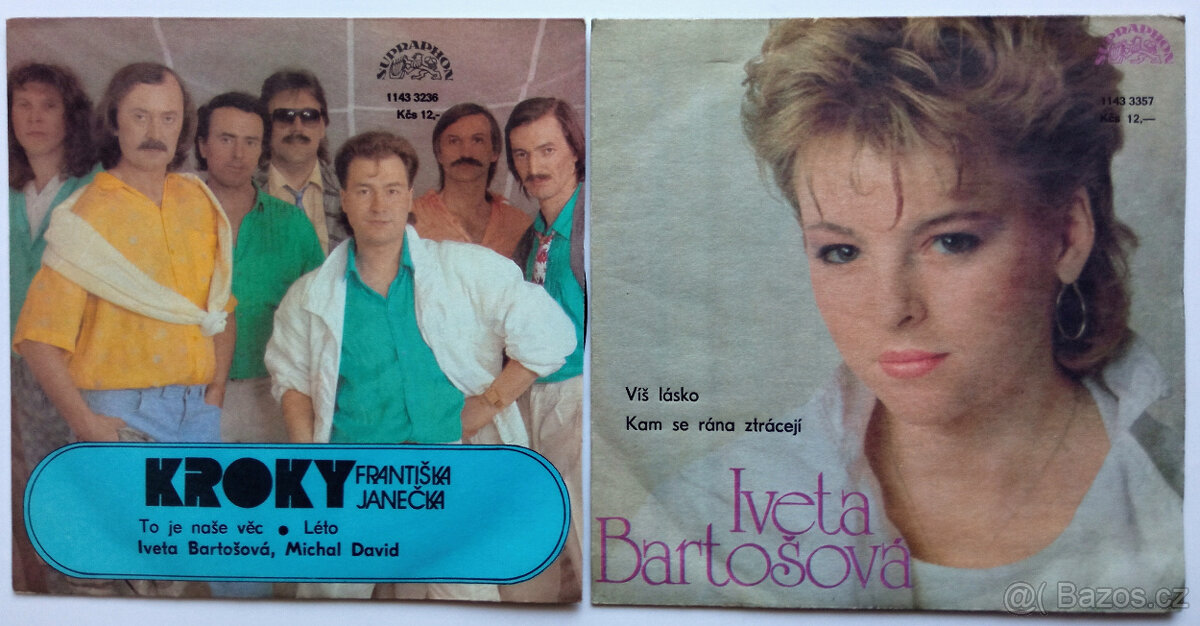 SUPRAPHON
1143 3236
Kčs 12,-
KROKY FRANTIŠKA
JANEČKA
To je naše věc • Léto
Iveta Bartošová, Michal David
SUPRAPHON
1143 3357
Kčs 12,—
Víš lásko
Kam se rána ztrácejí
Iveta
Bartošová
@( Bazos.cz